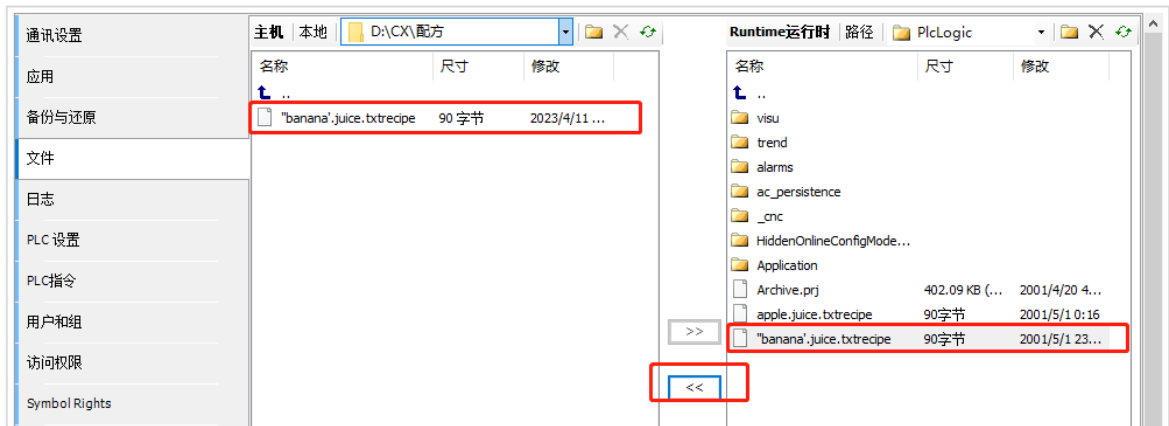 通讯设置
应用
备份与还原
文件
日志
PLC 设置
PLC指令
用户和组
访问权限
Symbol Rights
主机 本地 D:\CX\配方
名称 尺寸 修改
..
"banana'.juice.txtrecipe 90 字节 2023/4/11 ...
>>
<<
Runtime运行时 路径 PlcLogic
名称 尺寸 修改
..
visu
trend
alarms
ac_persistence
_cnc
HiddenOnlineConfigMode...
Application
Archive.prj 402.09 KB (... 2001/4/20 4...
apple.juice.txtrecipe 90字节 2001/5/1 0:16
"banana'.juice.txtrecipe 90字节 2001/5/1 23...